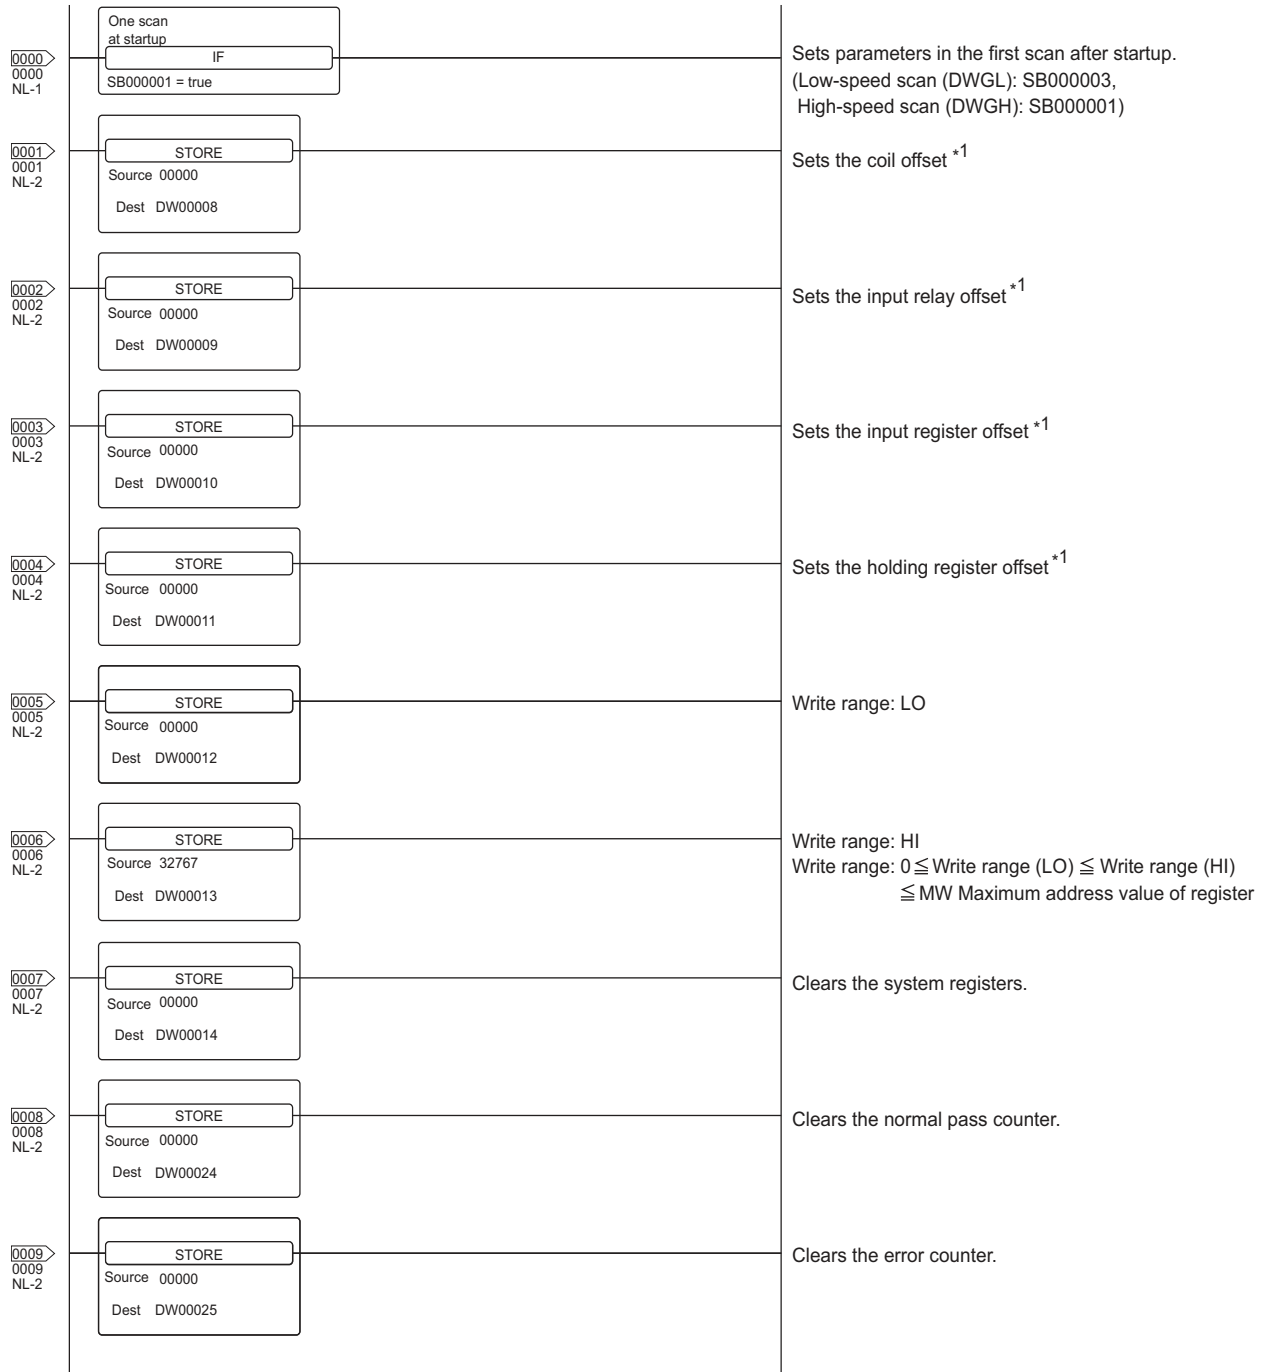 One scan
at startup
IF
SB000001 = true
0000
0000
NL-1
Sets parameters in the first scan after startup.
(Low-speed scan (DWGL): SB000003,
High-speed scan (DWGH): SB000001)
0001
0001
NL-2
STORE
Source 00000
Dest DW00008
Sets the coil offset *1
0002
0002
NL-2
STORE
Source 00000
Dest DW00009
Sets the input relay offset *1
0003
0003
NL-2
STORE
Source 00000
Dest DW00010
Sets the input register offset *1
0004
0004
NL-2
STORE
Source 00000
Dest DW00011
Sets the holding register offset *1
0005
0005
NL-2
STORE
Source 00000
Dest DW00012
Write range: LO
0006
0006
NL-2
STORE
Source 32767
Dest DW00013
Write range: HI
Write range: 0 ≦ Write range (LO) ≦ Write range (HI)
≦ MW Maximum address value of register
0007
0007
NL-2
STORE
Source 00000
Dest DW00014
Clears the system registers.
0008
0008
NL-2
STORE
Source 00000
Dest DW00024
Clears the normal pass counter.
0009
0009
NL-2
STORE
Source 00000
Dest DW00025
Clears the error counter.